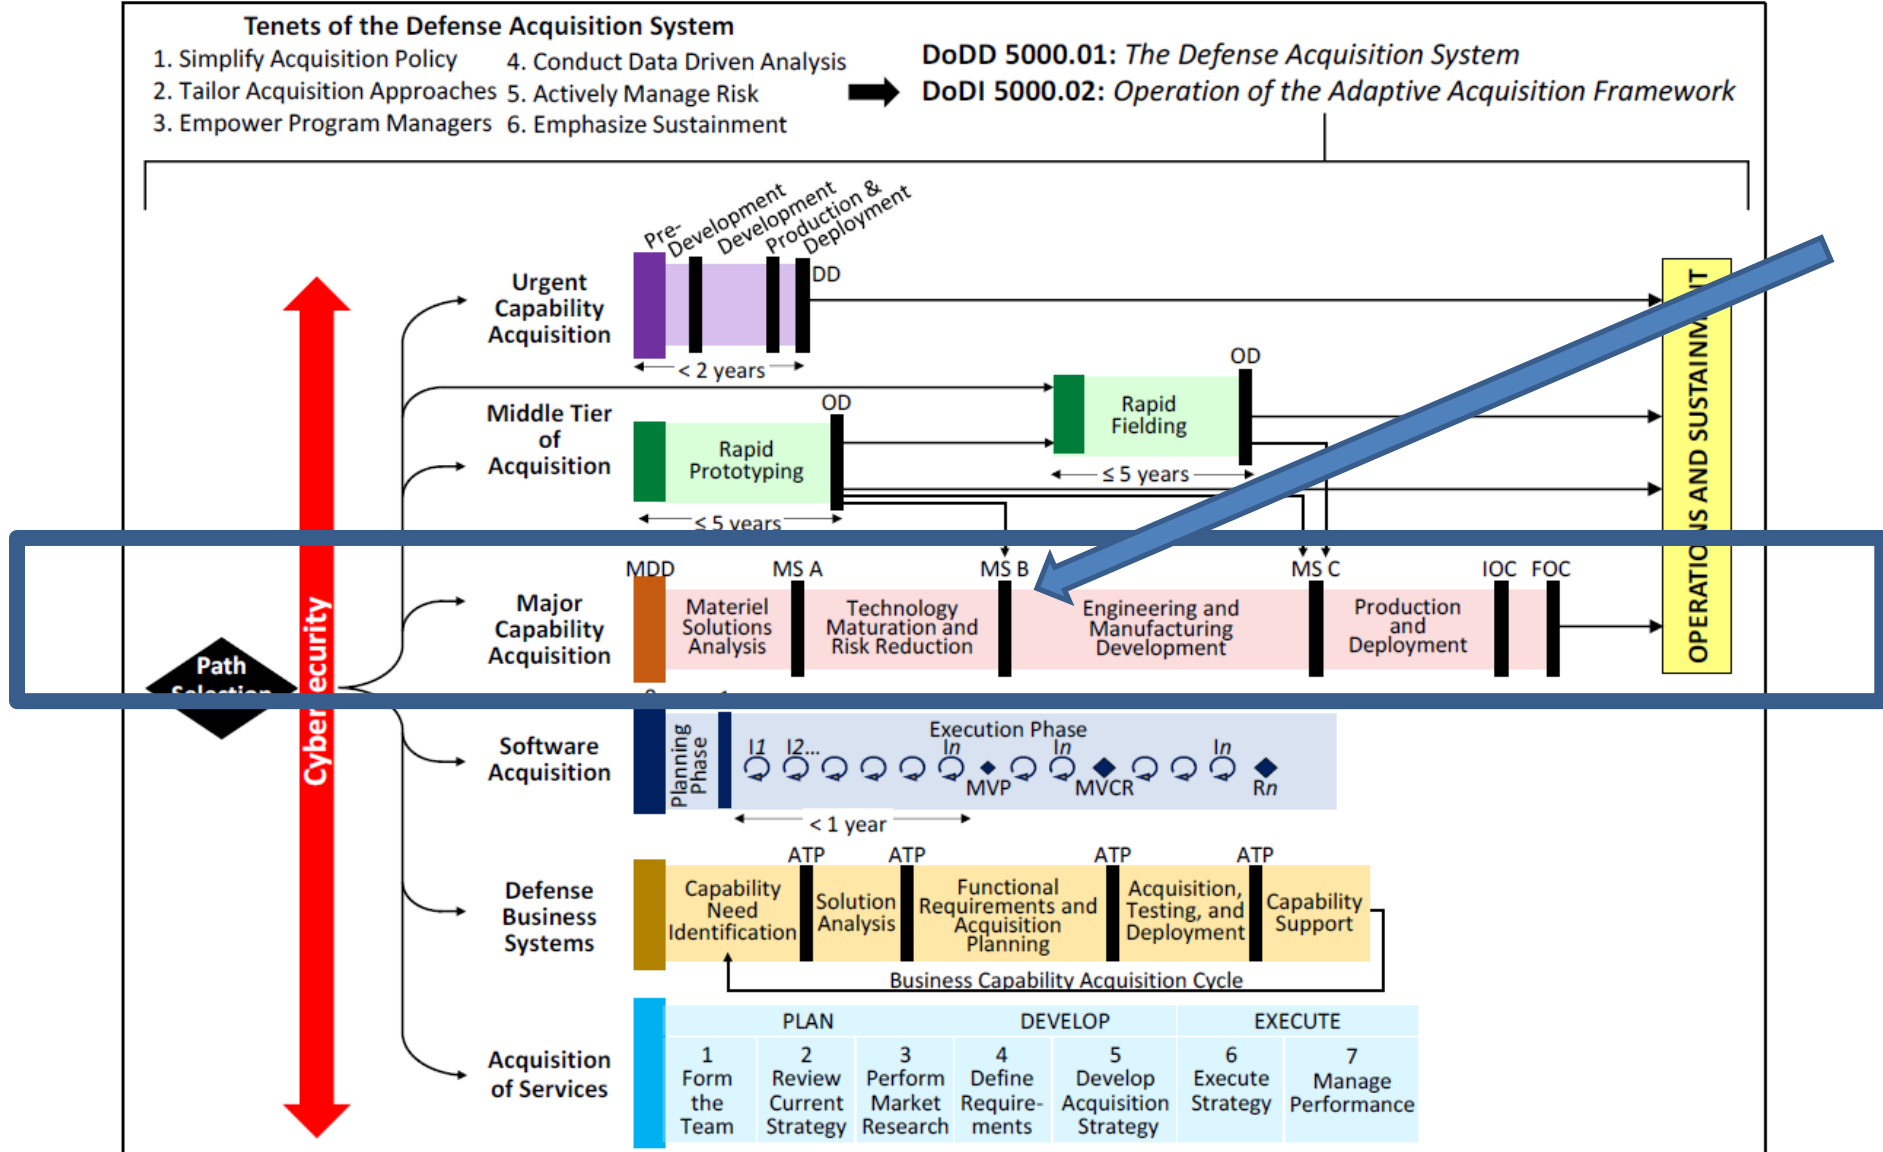 Tenets of the Defense Acquisition System
1. Simplify Acquisition Policy
2. Tailor Acquisition Approaches
3. Empower Program Managers
4. Conduct Data Driven Analysis
5. Actively Manage Risk
6. Emphasize Sustainment
DoDD 5000.01: The Defense Acquisition System
DoDI 5000.02: Operation of the Adaptive Acquisition Framework
Path
Cybersecurity
Urgent
Capability
Acquisition
Pre-
Development
Development
Production &
Deployment
DD
< 2 years
Middle Tier
of
Acquisition
Rapid
Prototyping
OD
≤ 5 years
Rapid
Fielding
OD
≤ 5 years
Major
Capability
Acquisition
MDD
Materiel
Solutions
Analysis
MS A
Technology
Maturation and
Risk Reduction
MS B
Engineering and
Manufacturing
Development
MS C
Production
and
Deployment
IOC
FOC
OPERATIONS AND SUSTAINMENT
Software
Acquisition
Planning
Phase
Execution Phase
I1
I2...
In
In
In
MVP
MVCR
Rn
< 1 year
Defense
Business
Systems
Capability
Need
Identification
ATP
Solution
Analysis
ATP
Functional
Requirements and
Acquisition
Planning
ATP
Acquisition,
Testing, and
Deployment
ATP
Capability
Support
Business Capability Acquisition Cycle
Acquisition
of Services
PLAN
DEVELOP
EXECUTE
1
Form
the
Team
2
Review
Current
Strategy
3
Perform
Market
Research
4
Define
Require-
ments
5
Develop
Acquisition
Strategy
6
Execute
Strategy
7
Manage
Performance